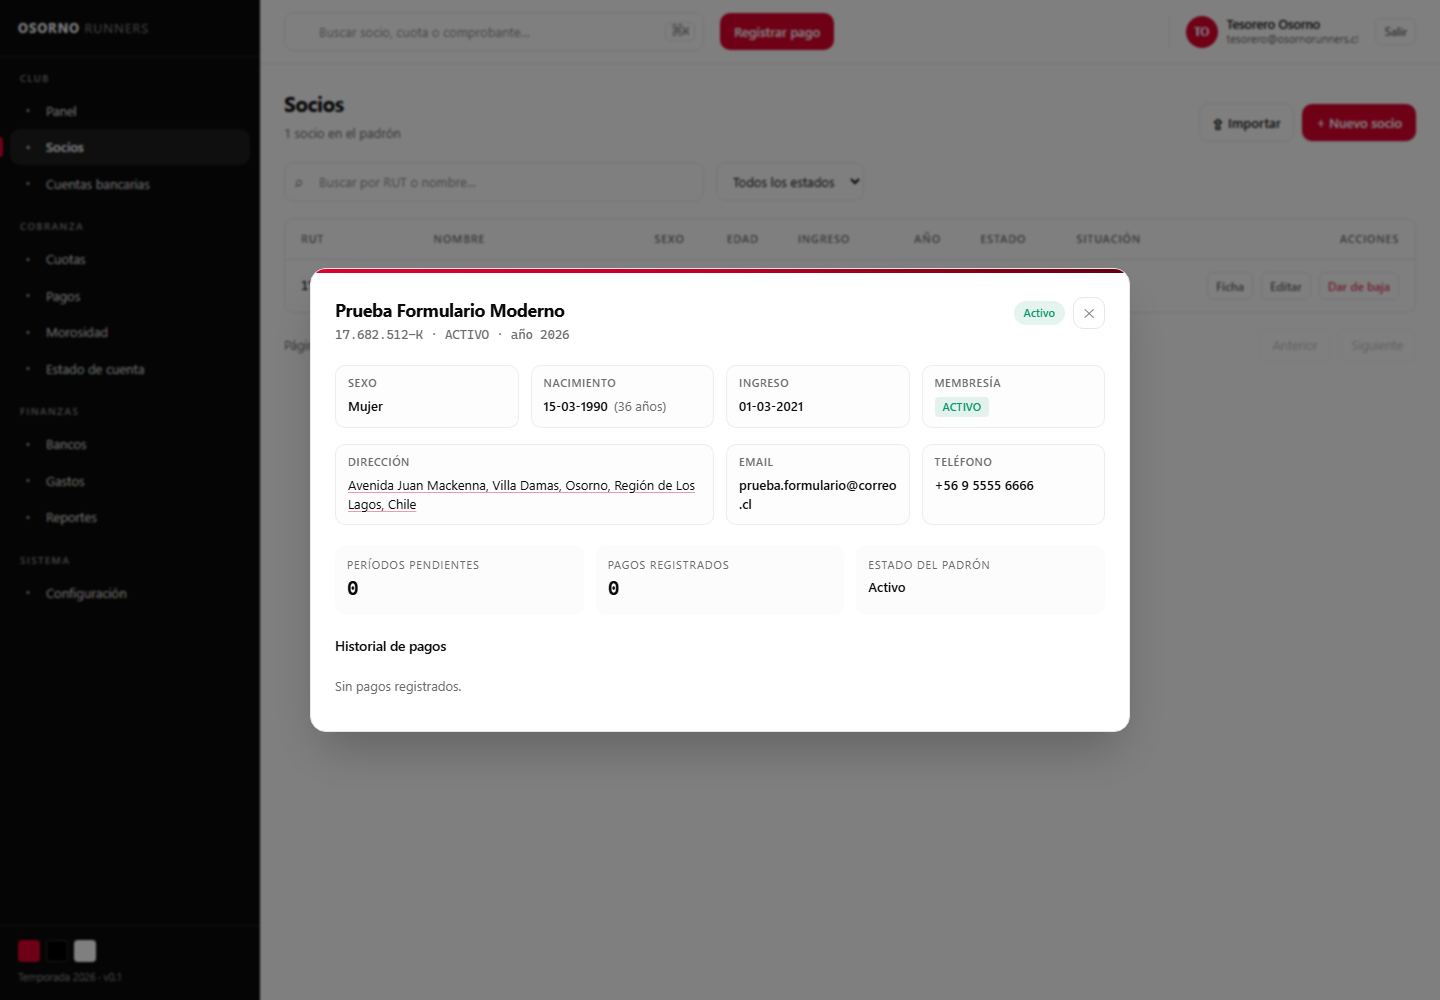 OSORNO RUNNERS
CLUB
Panel
Socios
Cuentas bancarias
COBRANZA
Cuotas
Pagos
Morosidad
Estado de cuenta
FINANZAS
Bancos
Gastos
Reportes
SISTEMA
Configuración
Temporada 2026 · v0.1
Buscar socio, cuota o comprobante...
⌘K
Registrar pago
TO
Tesorero Osorno
tesorero@osornorunners.cl
Salir
Socios
1 socio en el padrón
Importar
+ Nuevo socio
Buscar por RUT o nombre...
Todos los estados
RUT NOMBRE SEXO EDAD INGRESO AÑO ESTADO SITUACIÓN ACCIONES
Ficha Editar Dar de baja
Anterior Siguiente
Prueba Formulario Moderno
Activo
17.682.512-K · ACTIVO · año 2026
SEXO
Mujer
NACIMIENTO
15-03-1990 (36 años)
INGRESO
01-03-2021
MEMBRESÍA
ACTIVO
DIRECCIÓN
Avenida Juan Mackenna, Villa Damas, Osorno, Región de Los
Lagos, Chile
EMAIL
prueba.formulario@correo
.cl
TELÉFONO
+56 9 5555 6666
PERÍODOS PENDIENTES
0
PAGOS REGISTRADOS
0
ESTADO DEL PADRÓN
Activo
Historial de pagos
Sin pagos registrados.